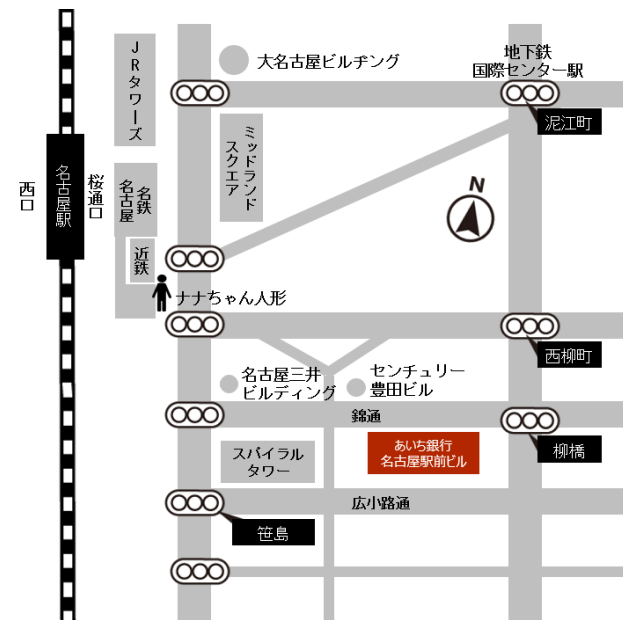 JRタワーズ
大名古屋ビルヂング
地下鉄
国際センター駅
泥江町
ミッドランド
スクエア
名古屋駅
西口
桜通口
名鉄
名古屋
近鉄
N
ナナちゃん人形
西柳町
名古屋三井
ビルディング
センチュリー
豊田ビル
錦通
あいち銀行
名古屋駅前ビル
柳橋
スパイラル
タワー
広小路通
笹島